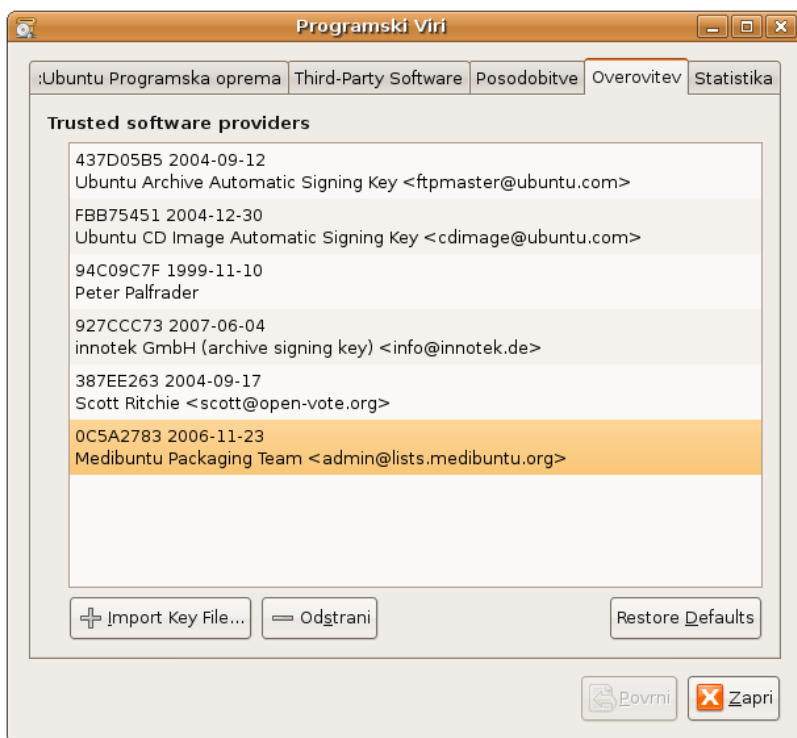 Programski Viri
:Ubuntu Programska oprema Third-Party Software Posodobitve Overovitev Statistika
Trusted software providers
437D05B5 2004-09-12
Ubuntu Archive Automatic Signing Key <ftpmaster@ubuntu.com>
FBB75451 2004-12-30
Ubuntu CD Image Automatic Signing Key <cdimage@ubuntu.com>
94C09C7F 1999-11-10
Peter Palfrader
927CCC73 2007-06-04
innotek GmbH (archive signing key) <info@innotek.de>
387EE263 2004-09-17
Scott Ritchie <scott@open-vote.org>
0C5A2783 2006-11-23
Medibuntu Packaging Team <admin@lists.medibuntu.org>
Import Key File... Odstrani Restore Defaults
Povrni Zapri